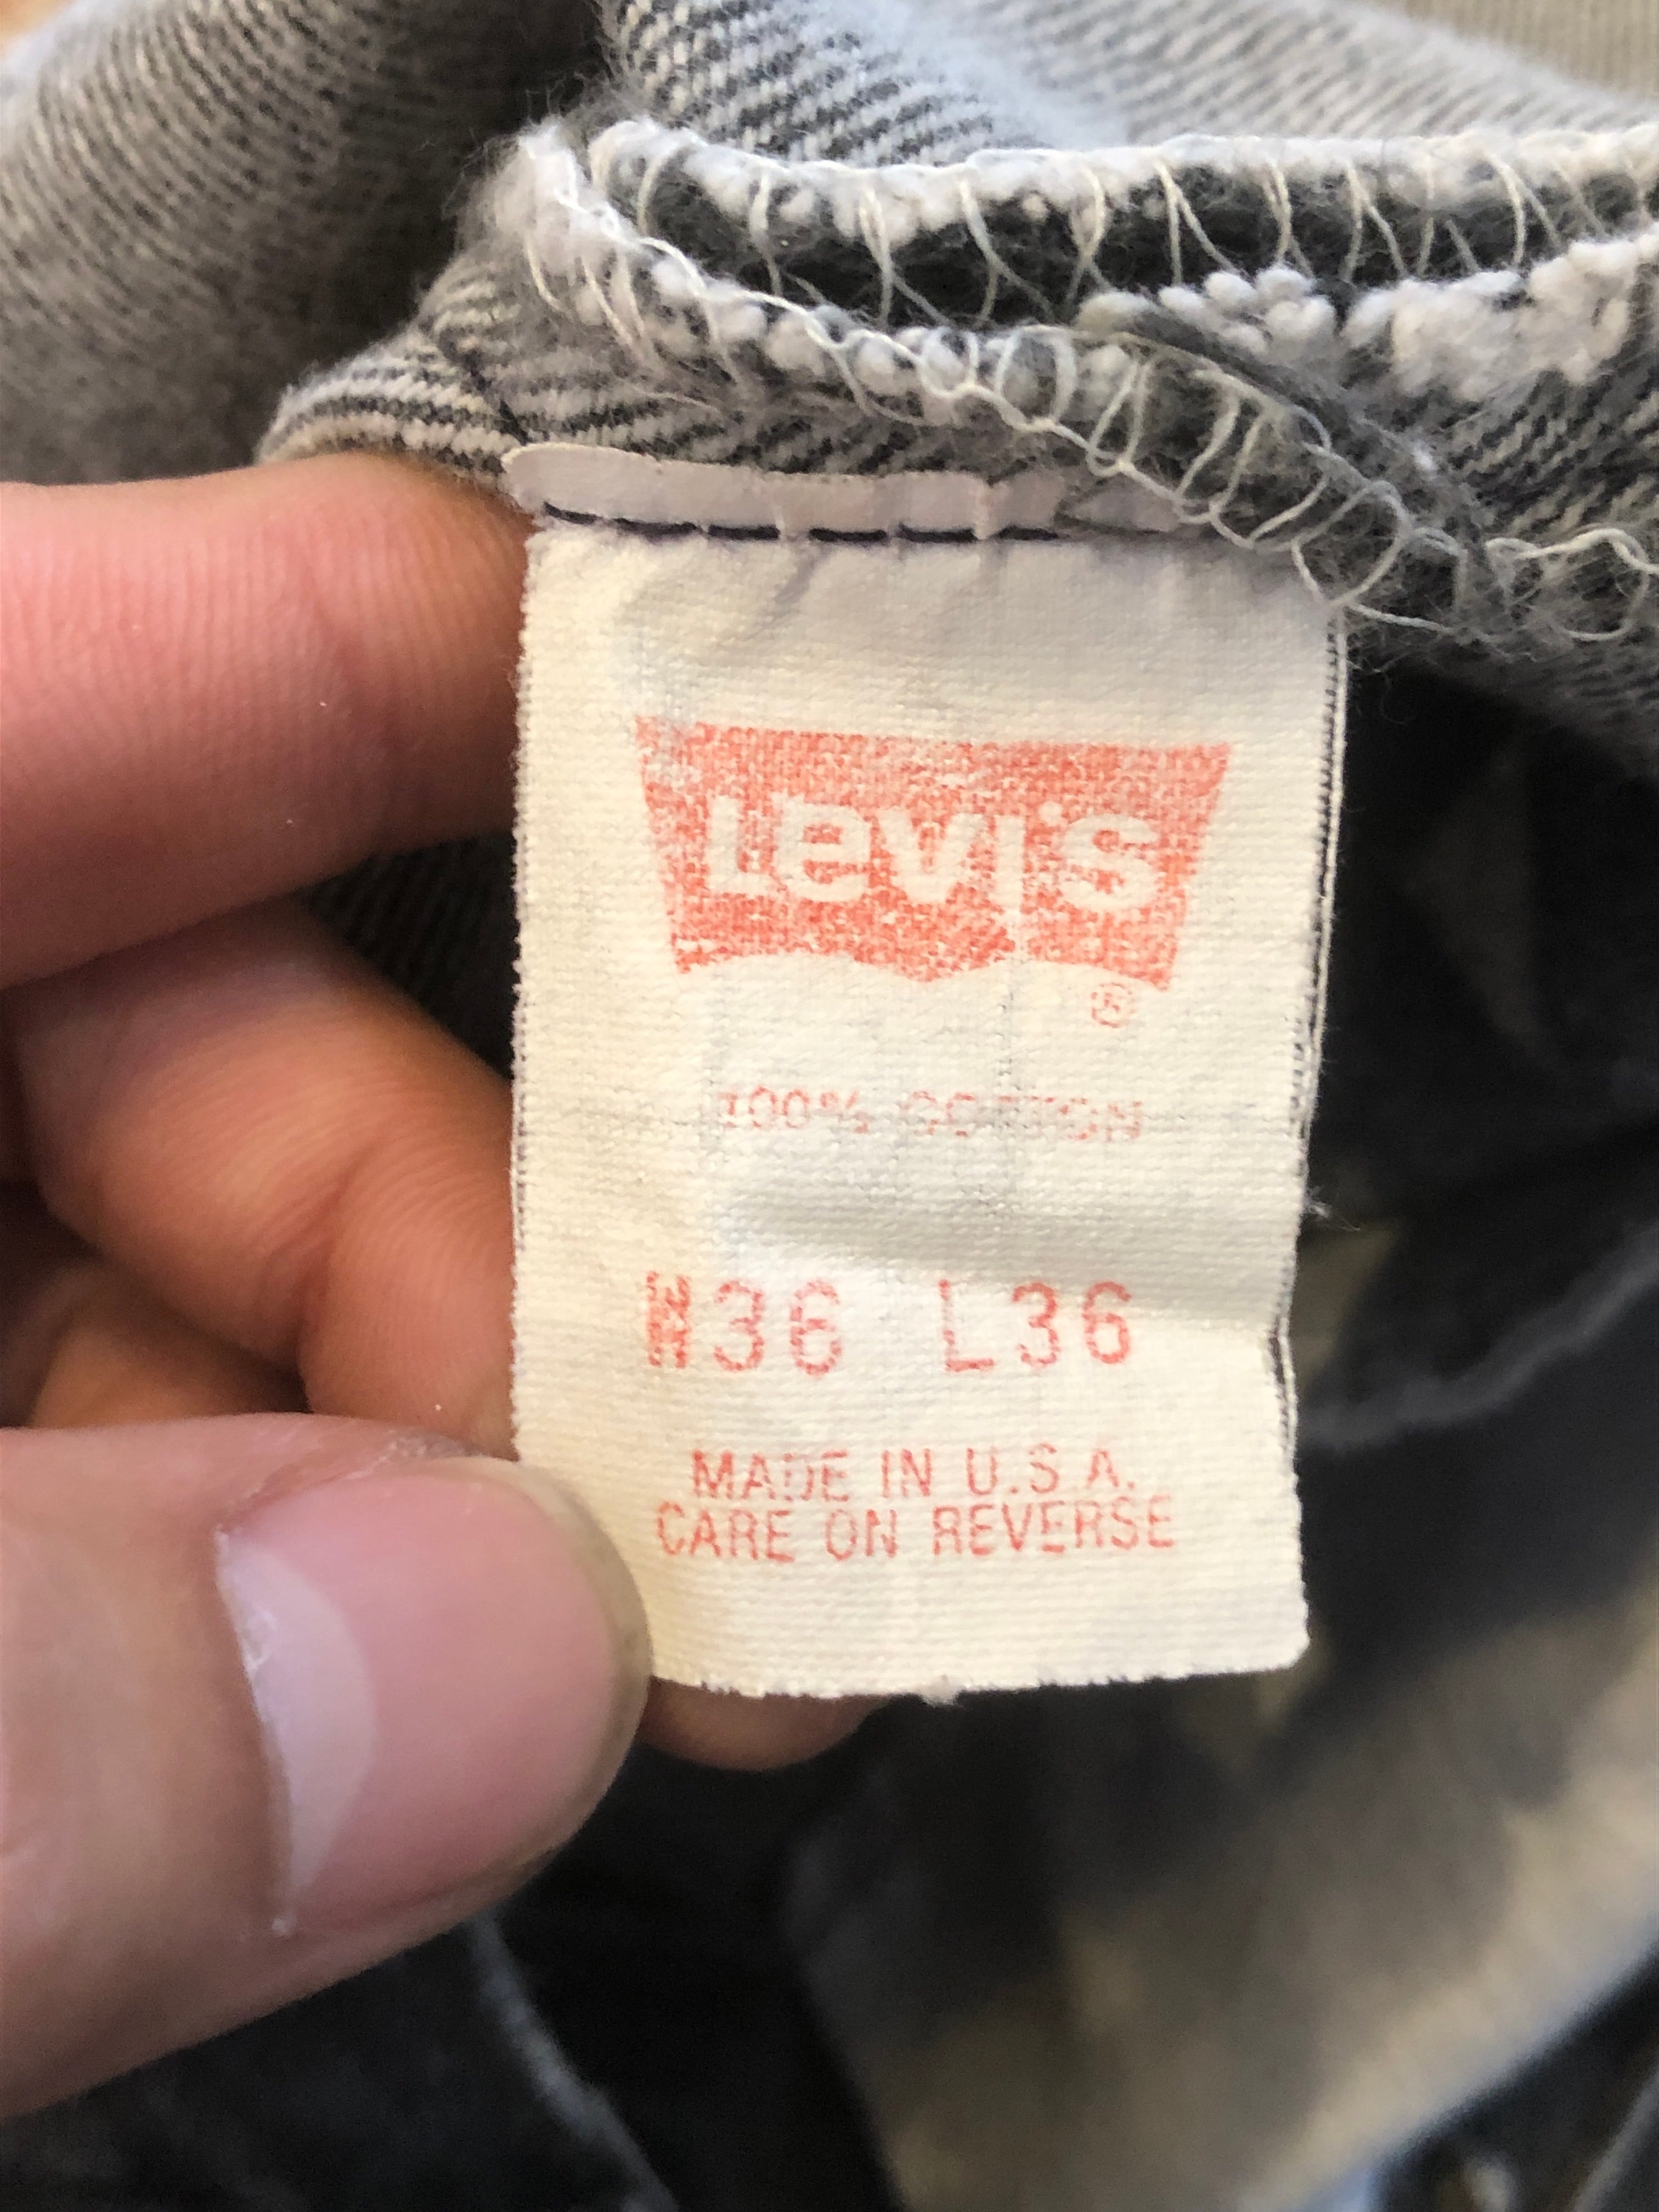 Levi's
®
100% COTTON
W36 L36
MADE IN U.S.A.
CARE ON REVERSE